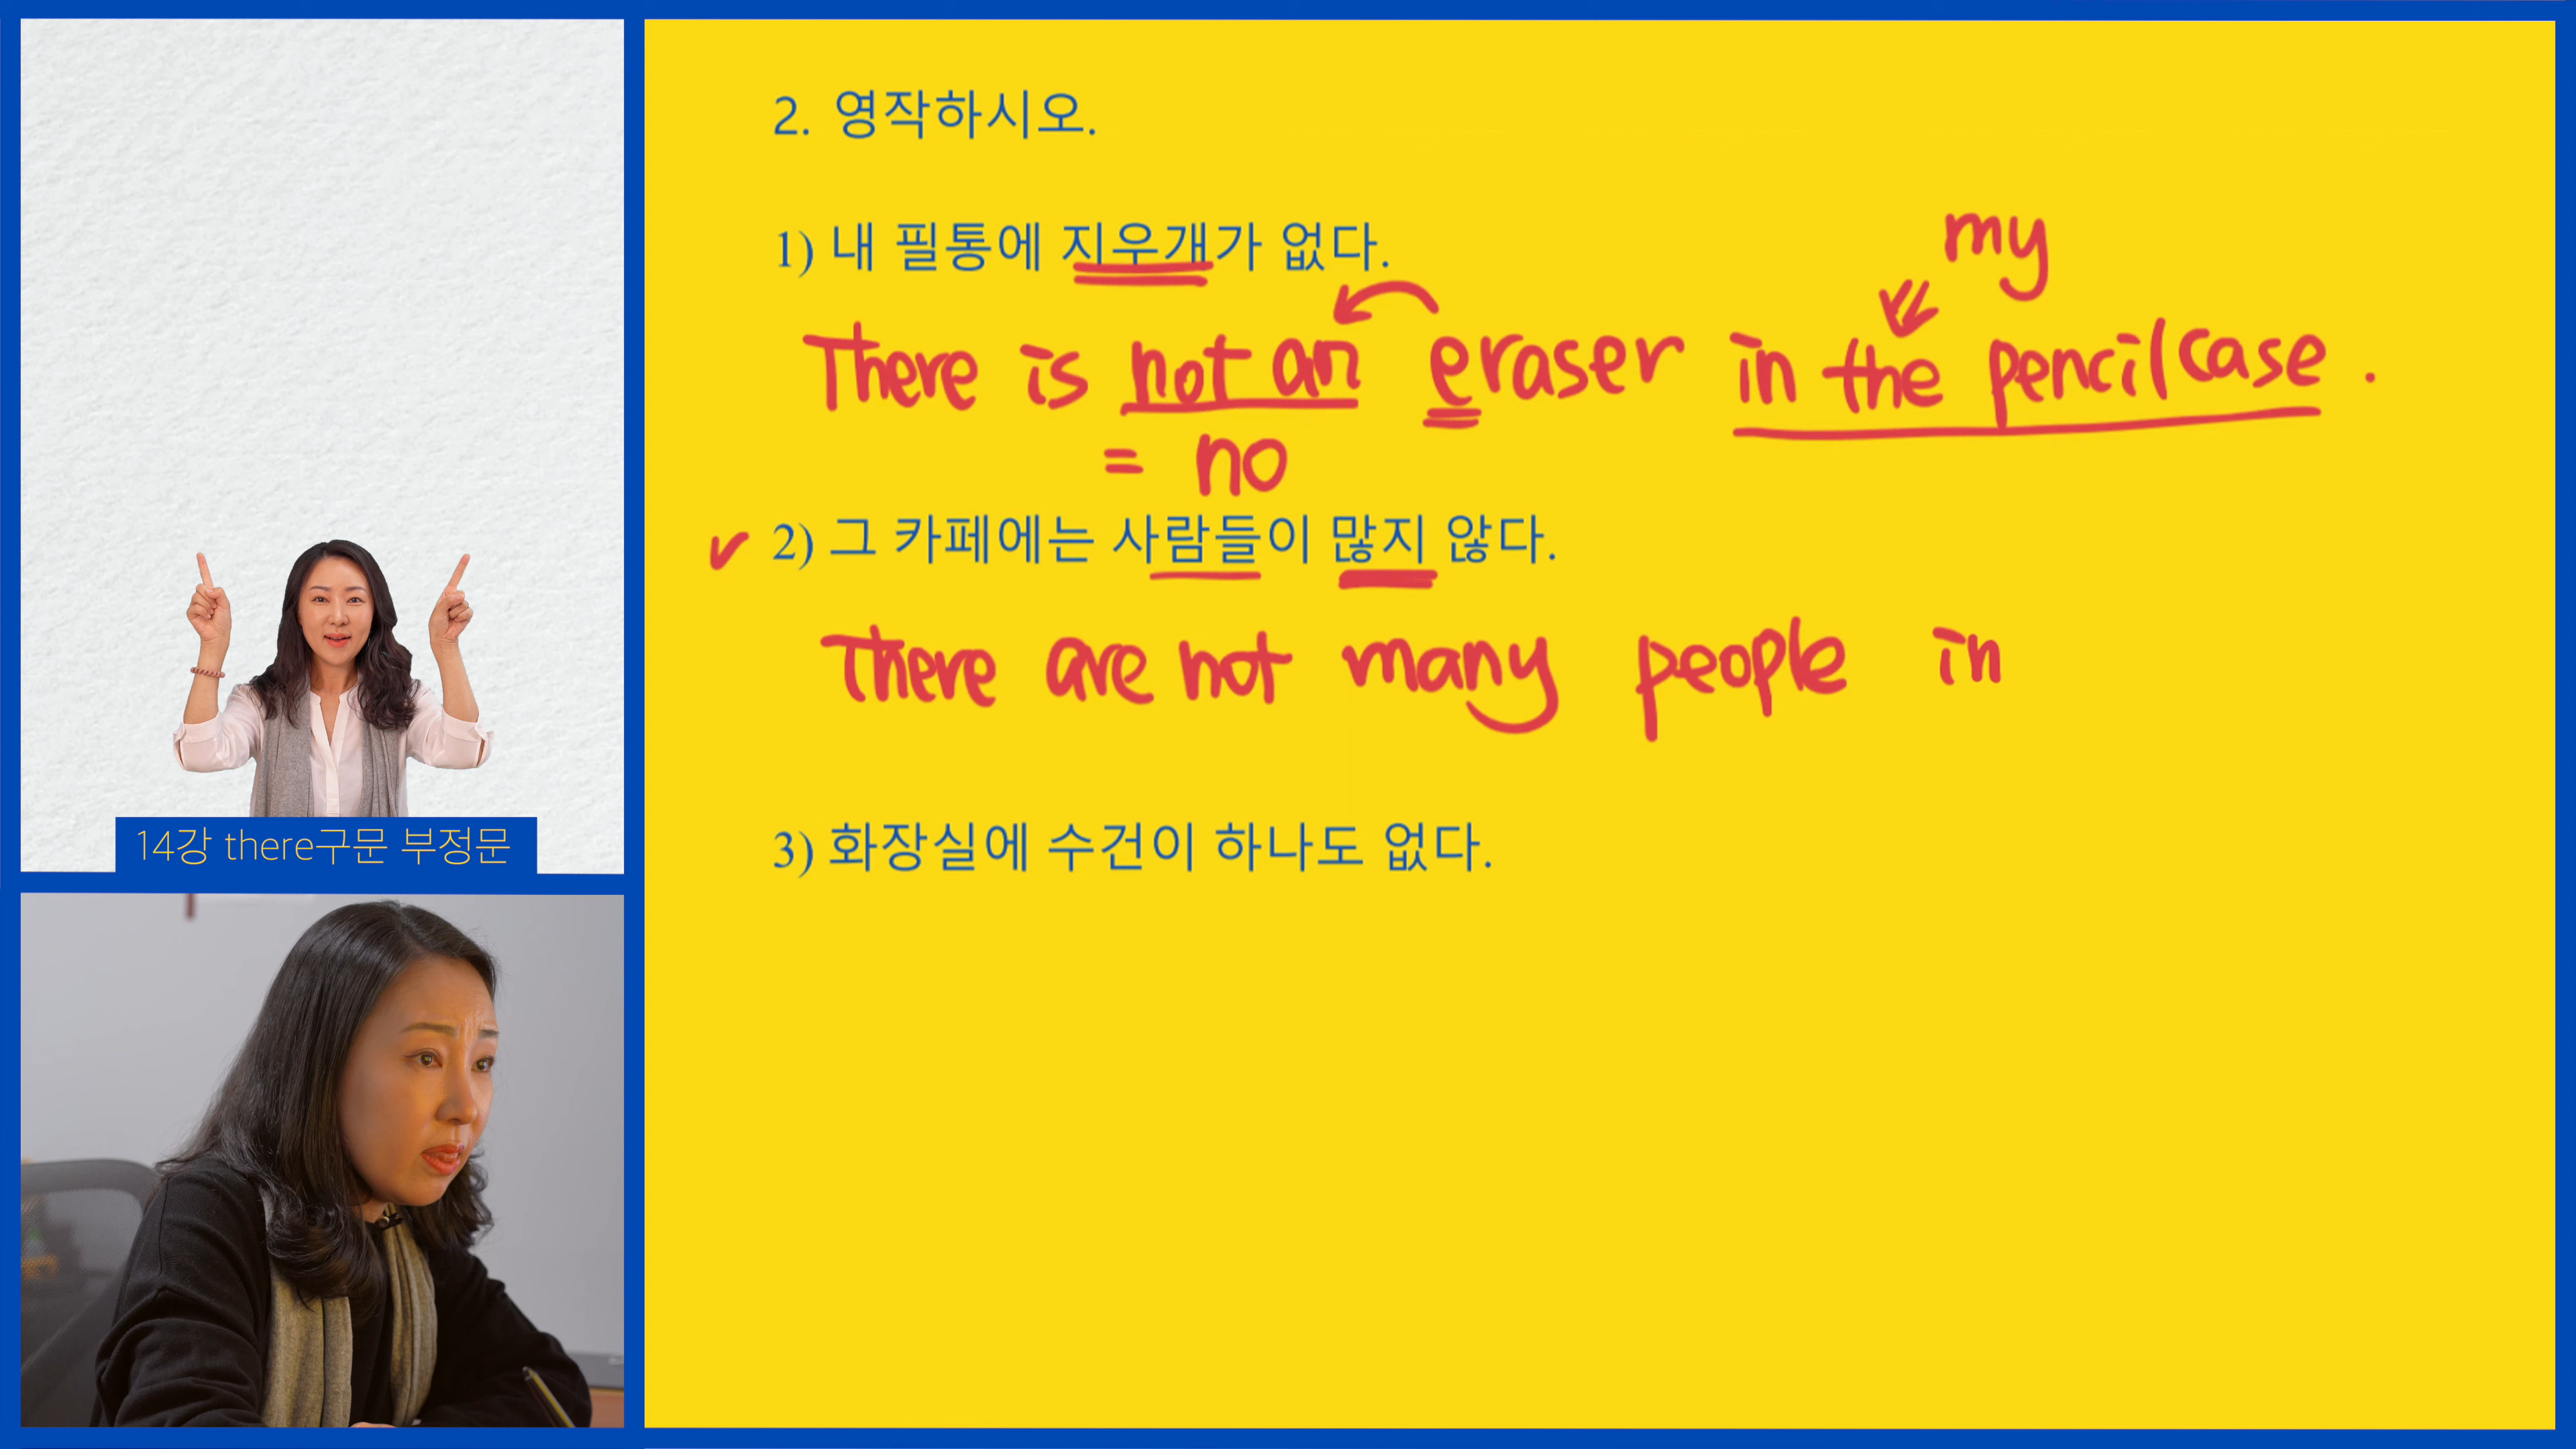 14강 there구문 부정문
2. 영작하시오.
1) 내 필통에 지우개가 없다.
my
There is not an eraser in the pencilcase.
= no
2) 그 카페에는 사람들이 많지 않다.
There are not many people in
3) 화장실에 수건이 하나도 없다.